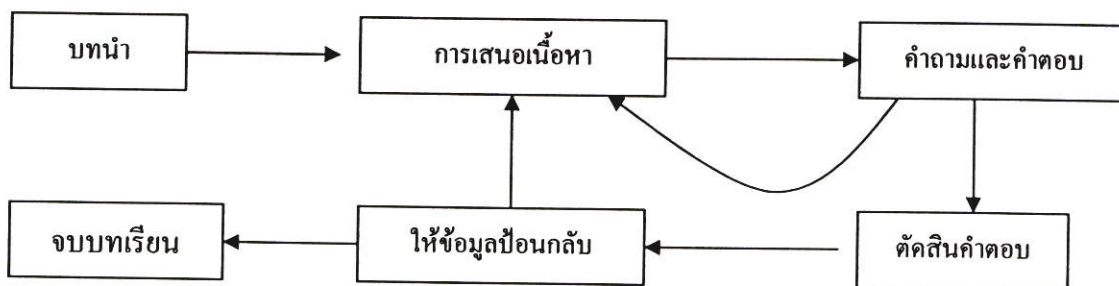 บทนำ
การเสนอเนื้อหา
คำถามและคำตอบ
จบบทเรียน
ให้ข้อมูลป้อนกลับ
ตัดสินคำตอบ